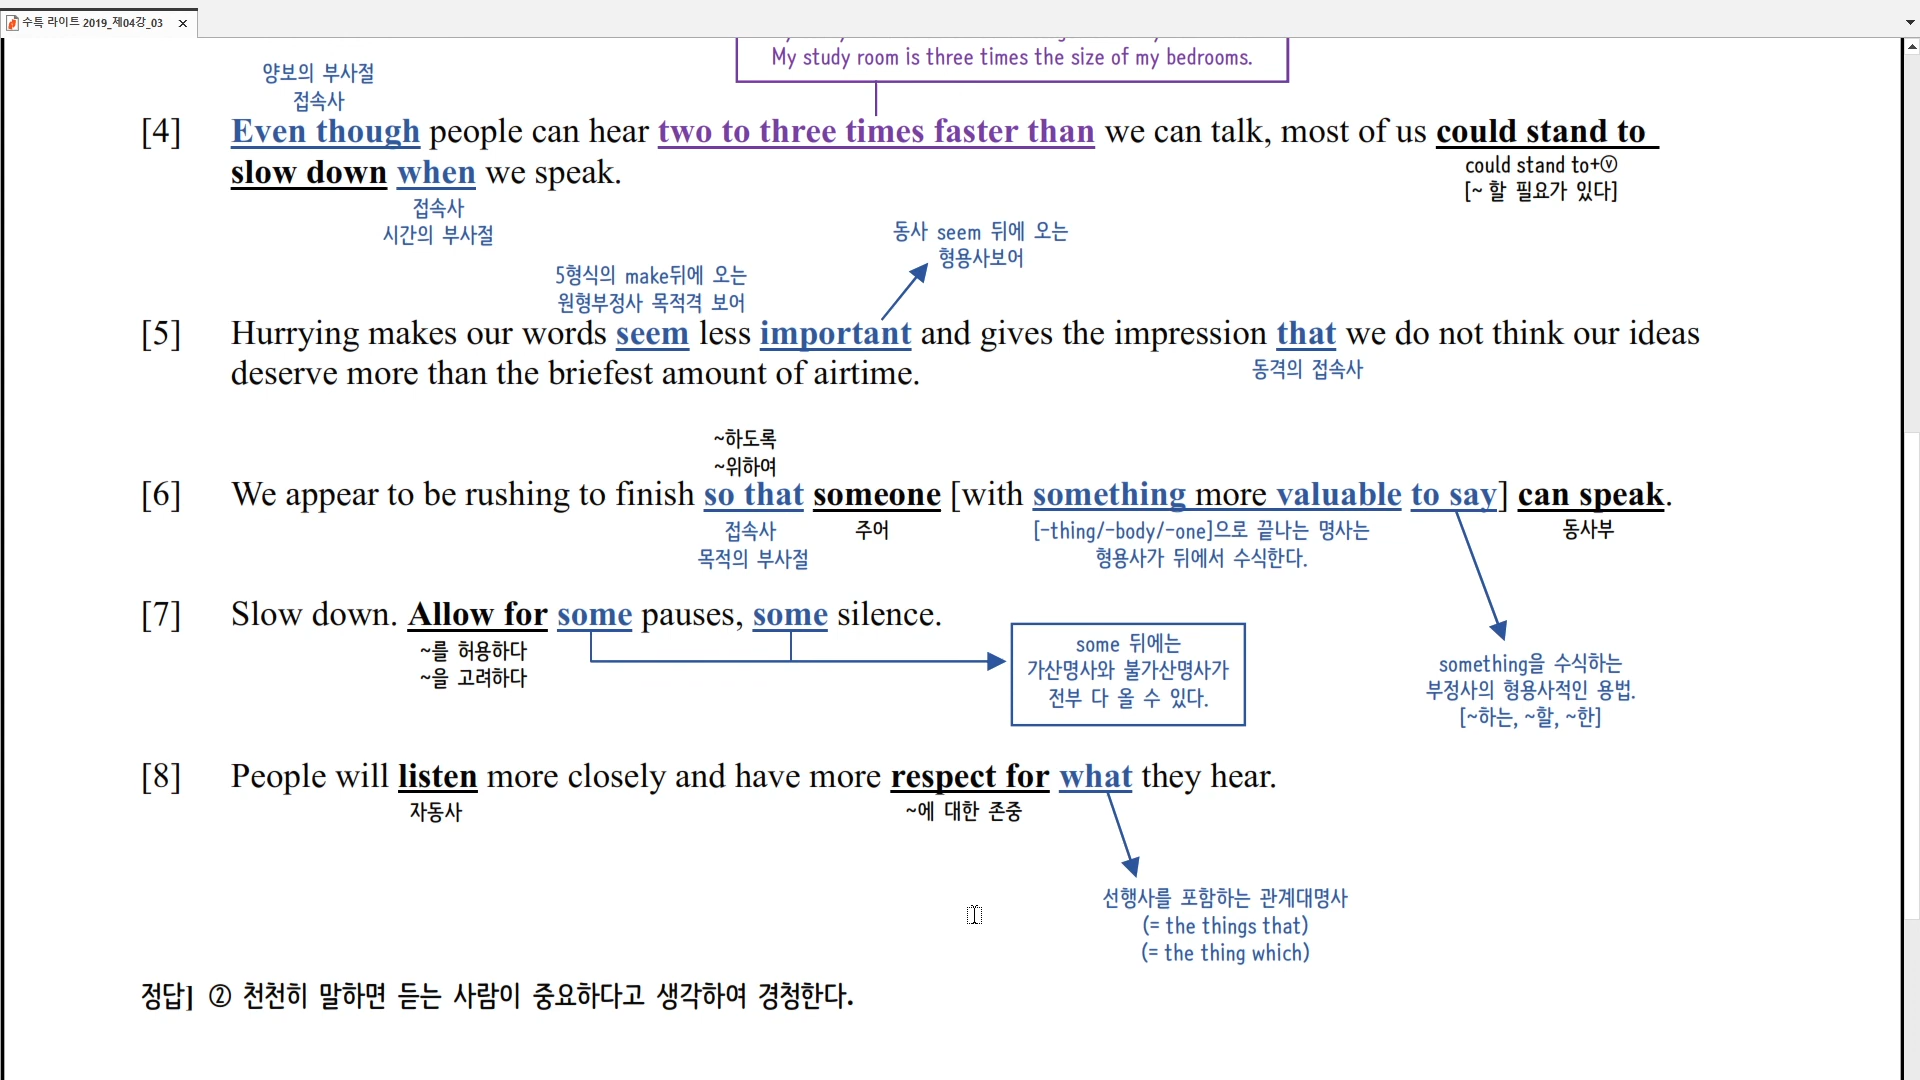 수특 라이트 2019_제04강_03
My study room is three times the size of my bedrooms.
양보의 부사절
접속사
[4] Even though people can hear two to three times faster than we can talk, most of us could stand to
could stand to+ⓥ
[~ 할 필요가 있다]
slow down when we speak.
접속사
시간의 부사절
동사 seem 뒤에 오는
형용사보어
5형식의 make뒤에 오는
원형부정사 목적격 보어
[5] Hurrying makes our words seem less important and gives the impression that we do not think our ideas
동격의 접속사
deserve more than the briefest amount of airtime.
~하도록
~위하여
[6] We appear to be rushing to finish so that someone [with something more valuable to say] can speak.
접속사
목적의 부사절
주어
[-thing/-body/-one]으로 끝나는 명사는
형용사가 뒤에서 수식한다.
동사부
[7] Slow down. Allow for some pauses, some silence.
~를 허용하다
~을 고려하다
some 뒤에는
가산명사와 불가산명사가
전부 다 올 수 있다.
something을 수식하는
부정사의 형용사적인 용법.
[~하는, ~할, ~한]
[8] People will listen more closely and have more respect for what they hear.
자동사
~에 대한 존중
선행사를 포함하는 관계대명사
(= the things that)
(= the thing which)
정답] ② 천천히 말하면 듣는 사람이 중요하다고 생각하여 경청한다.